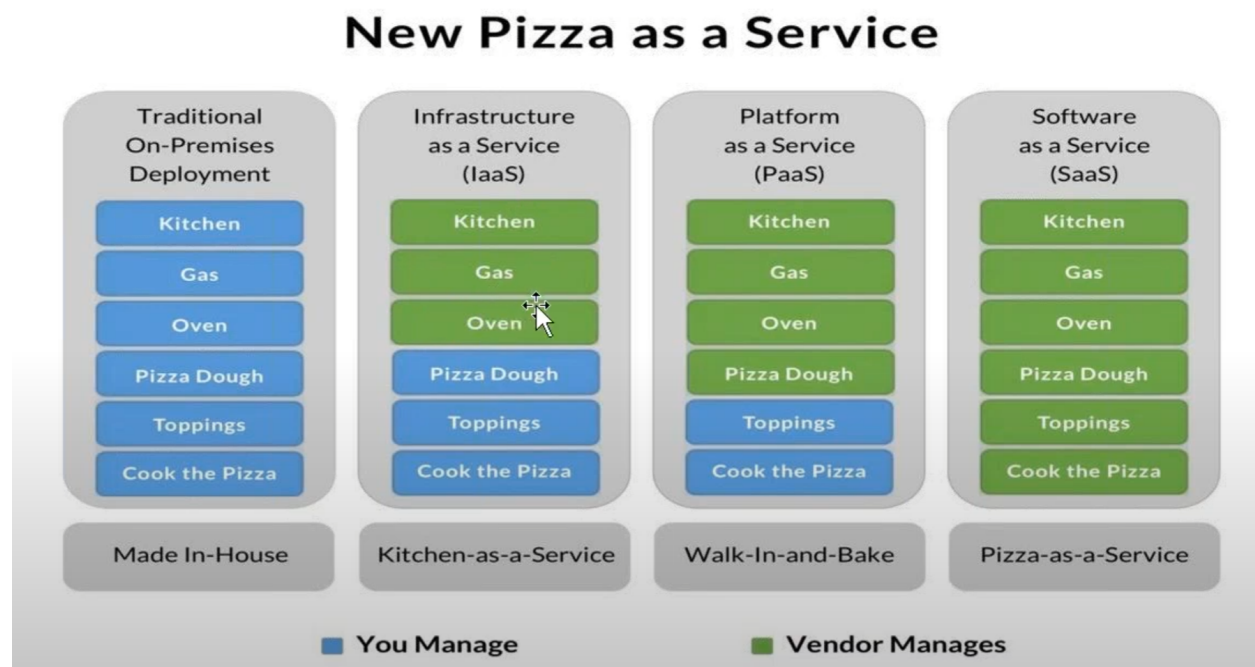 New Pizza as a Service
Traditional
On-Premises
Deployment
Kitchen
Gas
Oven
Pizza Dough
Toppings
Cook the Pizza
Made In-House
Infrastructure
as a Service
(IaaS)
Kitchen
Gas
Oven
Pizza Dough
Toppings
Cook the Pizza
Kitchen-as-a-Service
Platform
as a Service
(PaaS)
Kitchen
Gas
Oven
Pizza Dough
Toppings
Cook the Pizza
Walk-In-and-Bake
Software
as a Service
(SaaS)
Kitchen
Gas
Oven
Pizza Dough
Toppings
Cook the Pizza
Pizza-as-a-Service
You Manage
Vendor Manages